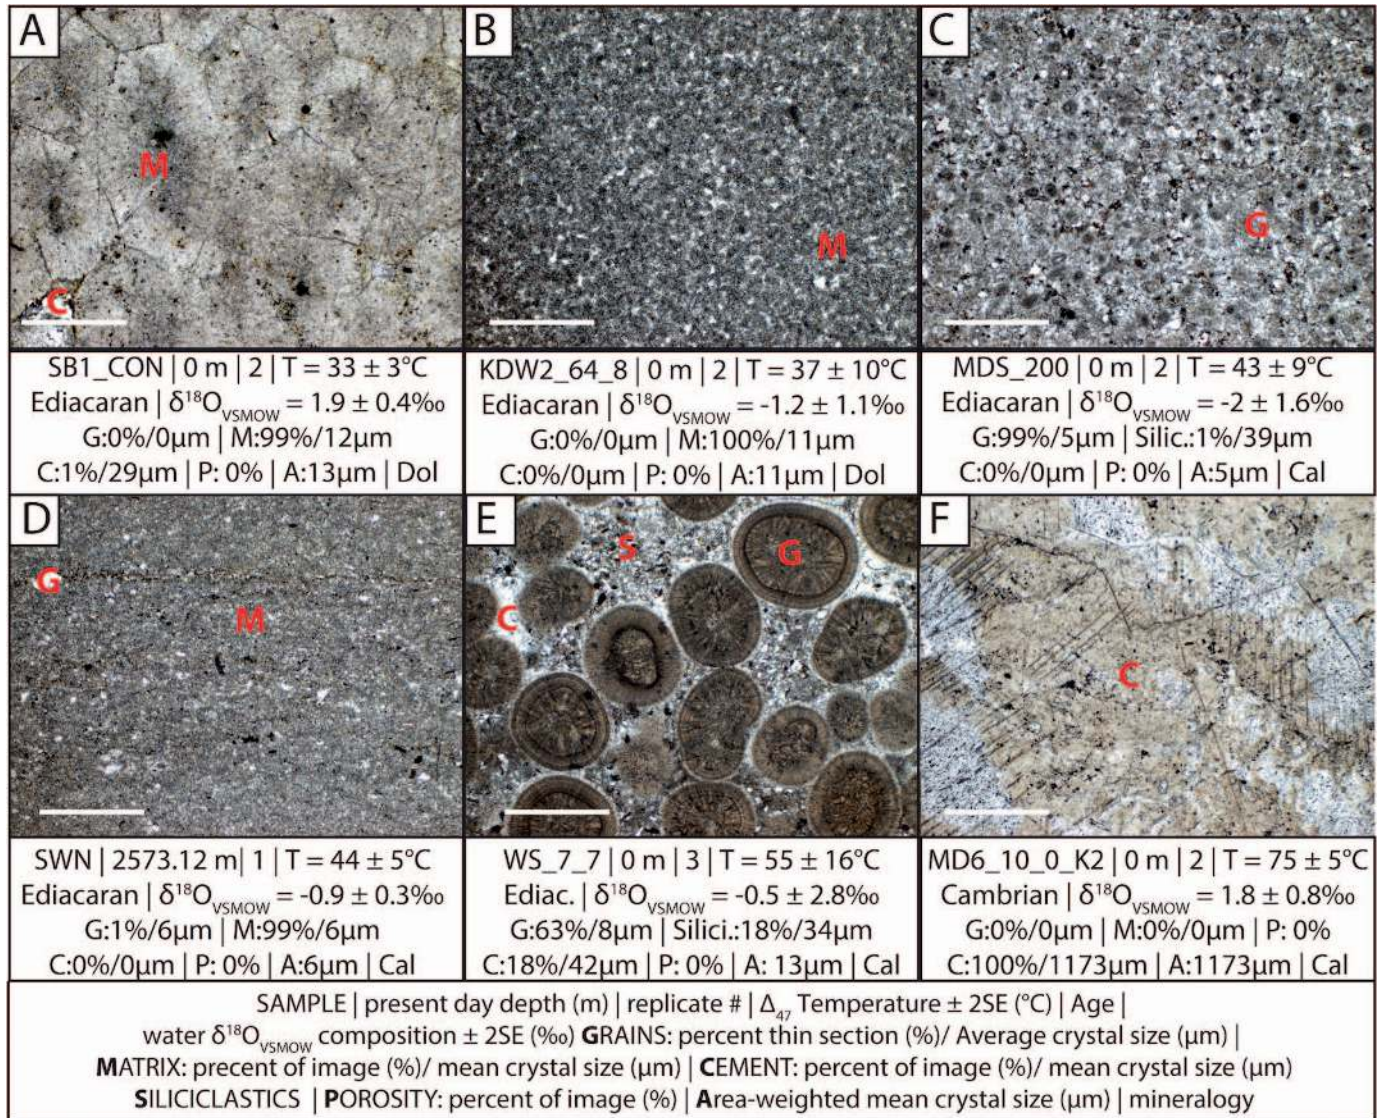 A
M
C
SB1_CON | 0 m | 2 | T = 33 ± 3°C
Ediacaran | δ¹⁸O_VSMOW = 1.9 ± 0.4‰
G:0%/0µm | M:99%/12µm
C:1%/29µm | P: 0% | A:13µm | Dol
B
M
KDW2_64_8 | 0 m | 2 | T = 37 ± 10°C
Ediacaran | δ¹⁸O_VSMOW = -1.2 ± 1.1‰
G:0%/0µm | M:100%/11µm
C:0%/0µm | P: 0% | A:11µm | Dol
C
G
MDS_200 | 0 m | 2 | T = 43 ± 9°C
Ediacaran | δ¹⁸O_VSMOW = -2 ± 1.6‰
G:99%/5µm | Silic.:1%/39µm
C:0%/0µm | P: 0% | A:5µm | Cal
D
G
M
SWN | 2573.12 m| 1 | T = 44 ± 5°C
Ediacaran | δ¹⁸O_VSMOW = -0.9 ± 0.3‰
G:1%/6µm | M:99%/6µm
C:0%/0µm | P: 0% | A:6µm | Cal
E
S
G
C
WS_7_7 | 0 m | 3 | T = 55 ± 16°C
Ediac. | δ¹⁸O_VSMOW = -0.5 ± 2.8‰
G:63%/8µm | Silici.:18%/34µm
C:18%/42µm | P: 0% | A: 13µm | Cal
F
C
MD6_10_0_K2 | 0 m | 2 | T = 75 ± 5°C
Cambrian | δ¹⁸O_VSMOW = 1.8 ± 0.8‰
G:0%/0µm | M:0%/0µm | P: 0%
C:100%/1173µm | A:1173µm | Cal
SAMPLE | present day depth (m) | replicate # | Δ₄₇ Temperature ± 2SE (°C) | Age |
water δ¹⁸O_VSMOW composition ± 2SE (‰) GRAINS: percent thin section (%)/ Average crystal size (µm) |
MATRIX: precent of image (%)/ mean crystal size (µm) | CEMENT: percent of image (%)/ mean crystal size (µm)
SILICICLASTICS | POROSITY: percent of image (%) | Area-weighted mean crystal size (µm) | mineralogy